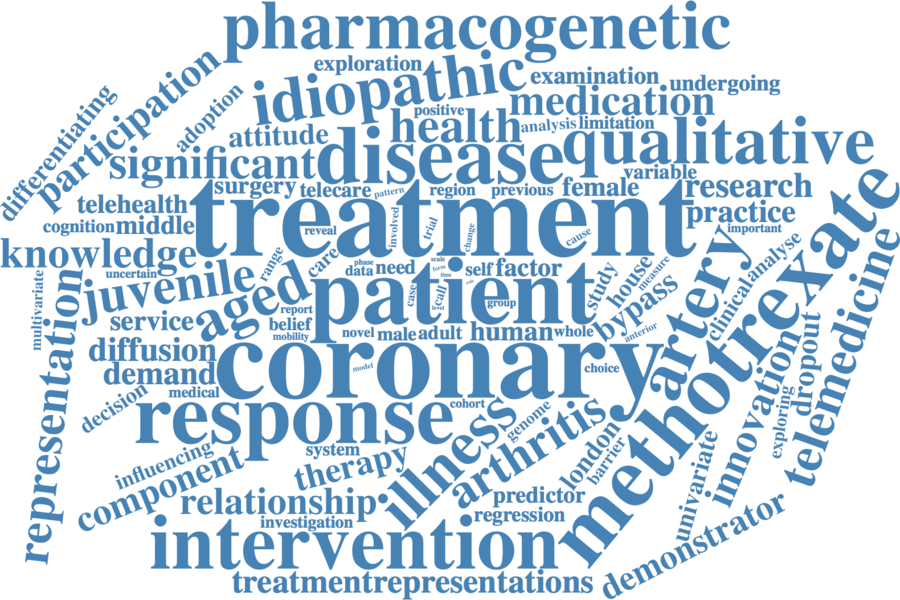 pharmacogenetic
exploration
idiopathic
examination
undergoing
participation
adoption
differentiating
positive
medication
attitude
health
analysis
limitation
qualitative
significant
disease
variable
surgery
telecare
pattern
region
previous
female
research
telehealth
treatment
practice
cognition
middle
reveal
involved
trial
change
cause
important
knowledge
uncertain
range
care
phase
data
need
scale
form
time
role
self
factor
study
house
measure
clinical
analyse
artery
methotrexate
telemedicine
multivariate
representation
juvenile
aged
report
patient
case
call
level
group
bypass
service
belief
mobility
novel
male
adult
human
whole
anterior
diffusion
coronary
demand
model
choice
innovation
dropout
decision
medical
response
cohort
genome
illness
arthritis
london
barrier
exploring
influencing
component
system
therapy
relationship
predictor
regression
investigation
univariate
intervention
demonstrator
treatmentrepresentations